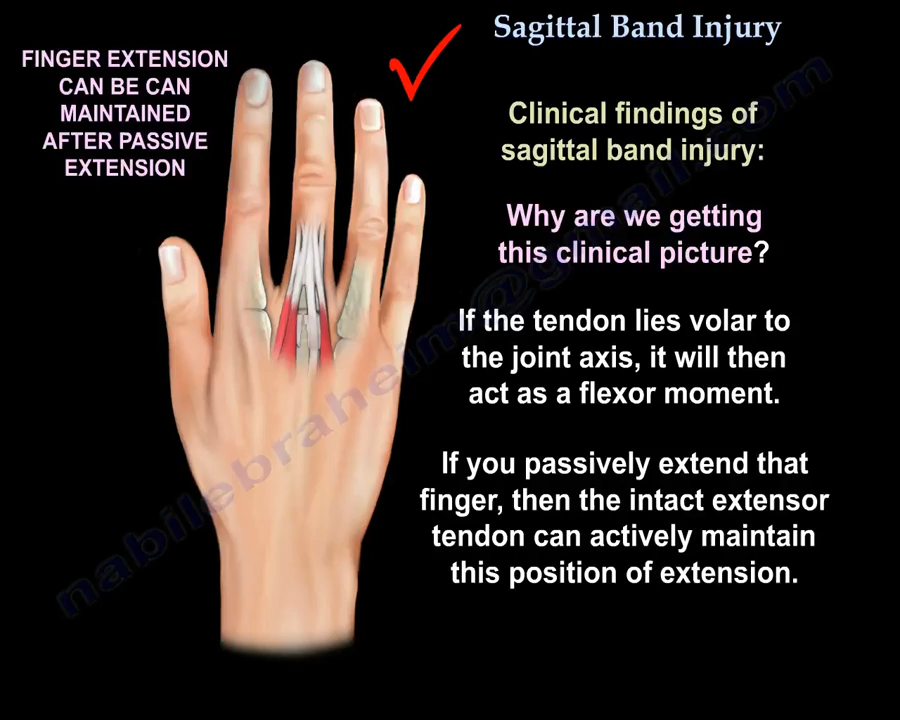 Sagittal Band Injury
FINGER EXTENSION
CAN BE CAN
MAINTAINED
AFTER PASSIVE
EXTENSION
Clinical findings of
sagittal band injury:
Why are we getting
this clinical picture?
If the tendon lies volar to
the joint axis, it will then
act as a flexor moment.
If you passively extend that
finger, then the intact extensor
tendon can actively maintain
this position of extension.
nabilebraheim@gmail.com